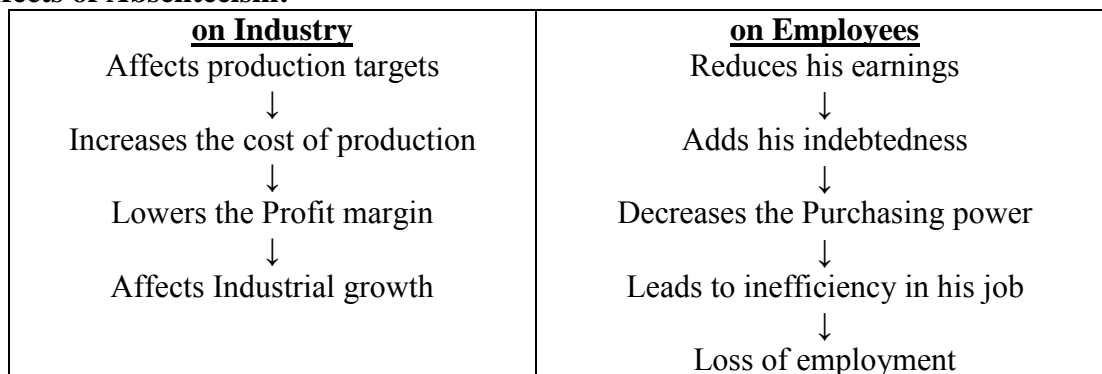 on Industry
Affects production targets
↓
Increases the cost of production
↓
Lowers the Profit margin
↓
Affects Industrial growth
on Employees
Reduces his earnings
↓
Adds his indebtedness
↓
Decreases the Purchasing power
↓
Leads to inefficiency in his job
↓
Loss of employment